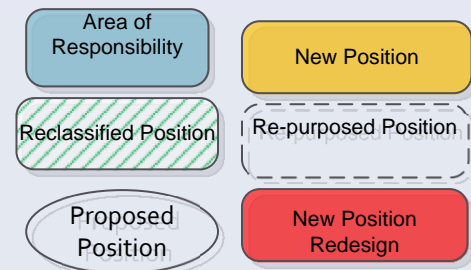 Area of
Responsibility
New Position
Reclassified Position
Re-purposed Position
Proposed
Position
New Position
Redesign